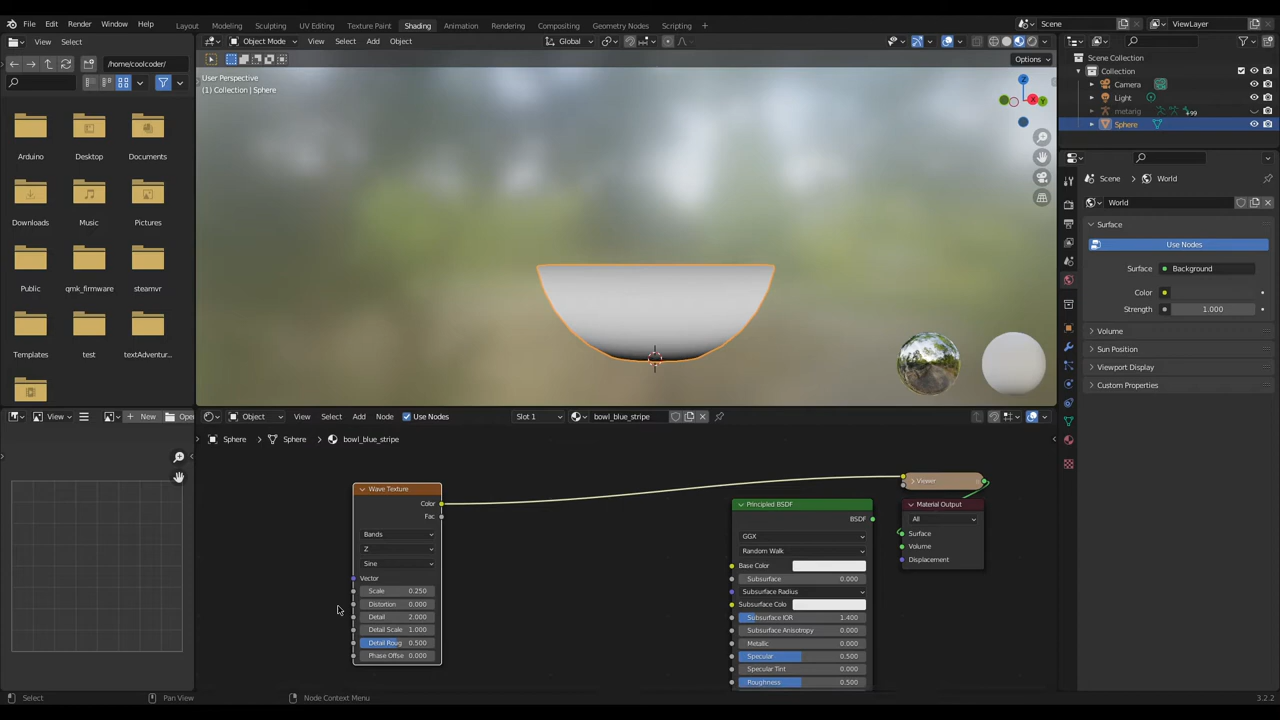 File Edit Render Window Help Layout Modeling Sculpting UV Editing Texture Paint Shading Animation Rendering Compositing Geometry Nodes Scripting + Scene ViewLayer
View Select Object Mode View Select Add Object Global
/home/coolcoder/ Options
User Perspective
(1) Collection | Sphere
Z
X
Y
Scene Collection
Collection
Camera
Light
metarig 99
Sphere
Arduino Desktop Documents
Downloads Music Pictures
Public qmk_firmware steamvr
Templates test textAdventur...
Scene World
World
Surface
Use Nodes
Surface Background
Color
Strength 1.000
Volume
Sun Position
Viewport Display
Custom Properties
View New Open
Object View Select Add Node Use Nodes Slot 1 bowl_blue_stripe
Sphere Sphere bowl_blue_stripe
Wave Texture
Color
Fac
Bands
Z
Sine
Vector
Scale 0.250
Distortion 0.000
Detail 2.000
Detail Scale 1.000
Detail Roug 0.500
Phase Offse 0.000
Principled BSDF
BSDF
GGX
Random Walk
Base Color
Subsurface 0.000
Subsurface Radius
Subsurface Colo
Subsurface IOR 1.400
Subsurface Anisotropy 0.000
Metallic 0.000
Specular 0.500
Specular Tint 0.000
Roughness 0.500
Viewer
Material Output
All
Surface
Volume
Displacement
Select Pan View Node Context Menu 3.2.2